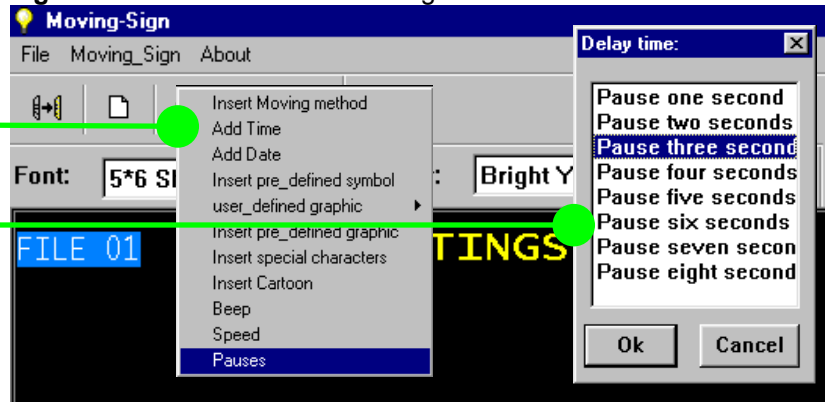 Moving-Sign
File Moving_Sign About
Font: 5*6 Bright Y
FILE 01 TINGS
Insert Moving method
Add Time
Add Date
Insert pre_defined symbol
user_defined graphic
Insert pre_defined graphic
Insert special characters
Insert Cartoon
Beep
Speed
Pauses
Delay time:
Pause one second
Pause two seconds
Pause three second
Pause four seconds
Pause five seconds
Pause six seconds
Pause seven secon
Pause eight second
Ok Cancel